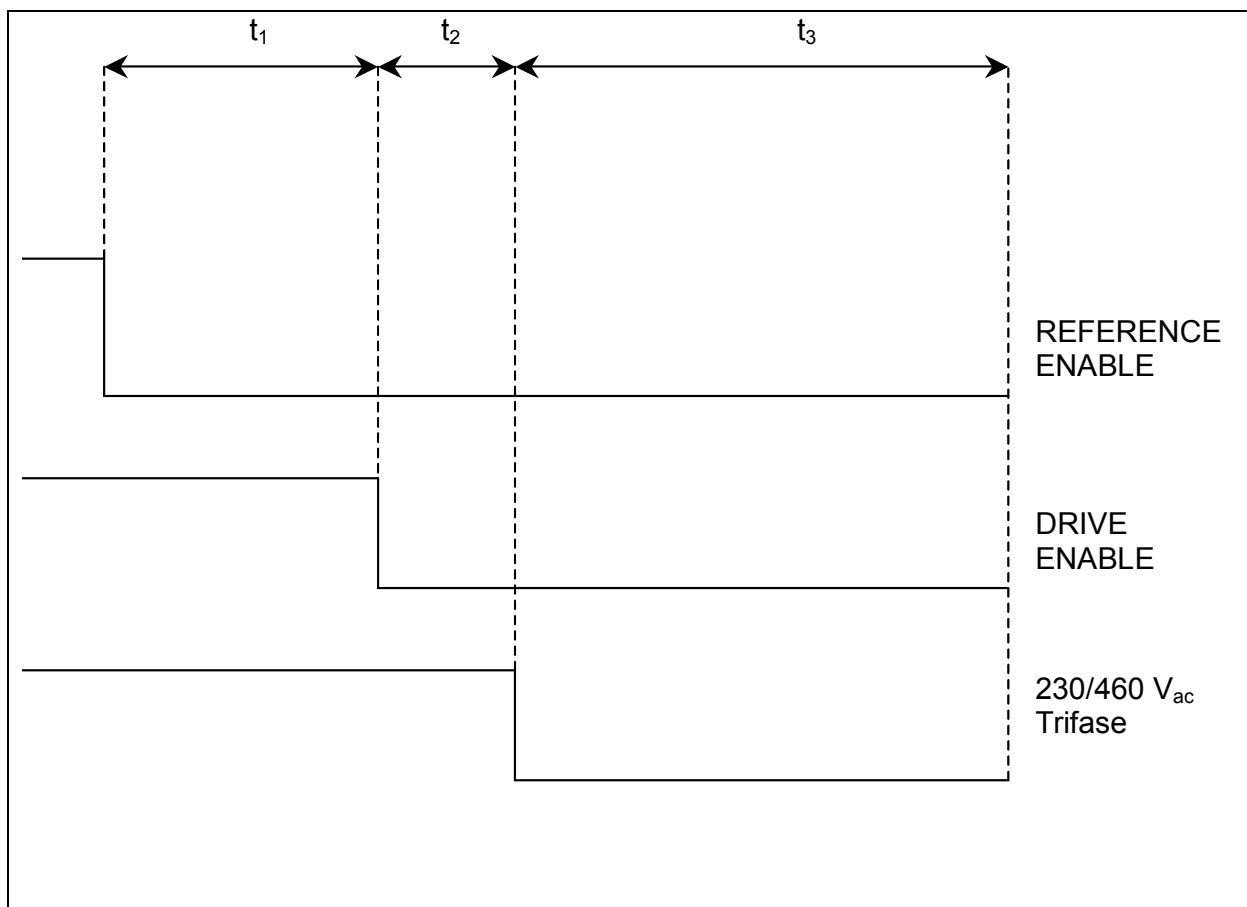 t₁ t₂ t₃
REFERENCE
ENABLE
DRIVE
ENABLE
230/460 Vac
Trifase